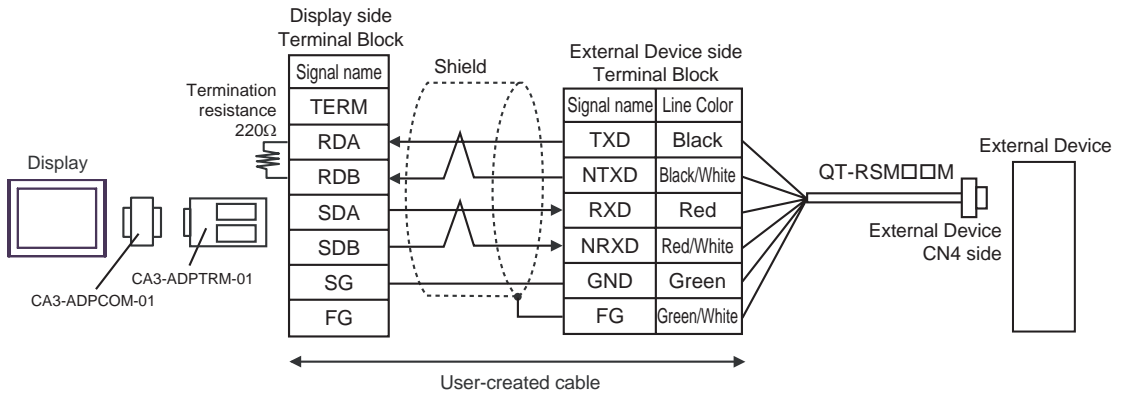 Display side
Terminal Block
Signal name
TERM
RDA
RDB
SDA
SDB
SG
FG
Termination
resistance
220Ω
Shield
External Device side
Terminal Block
Signal name Line Color
TXD Black
NTXD Black/White
RXD Red
NRXD Red/White
GND Green
FG Green/White
Display
CA3-ADPCOM-01
CA3-ADPTRM-01
QT-RSM□□M
External Device
CN4 side
External Device
User-created cable